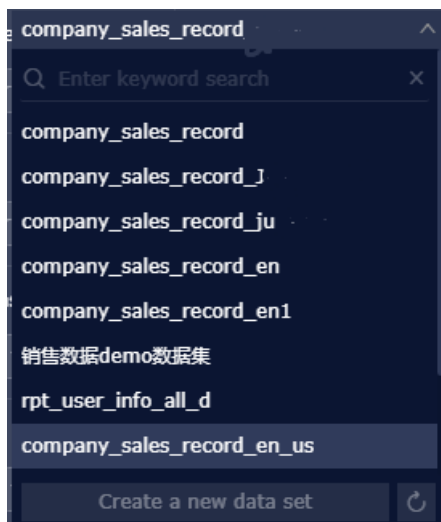 company_sales_record
Enter keyword search
company_sales_record
company_sales_record_J
company_sales_record_ju
company_sales_record_en
company_sales_record_en1
销售数据demo数据集
rpt_user_info_all_d
company_sales_record_en_us
Create a new data set